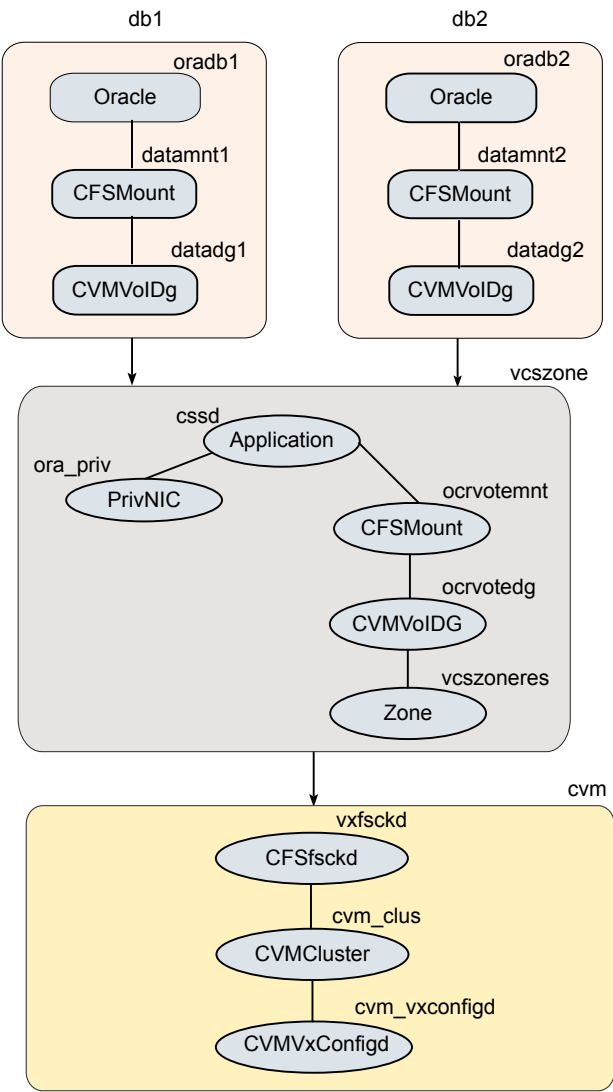 db1
db2
oradb1
Oracle
datamnt1
CFSMount
datadg1
CVMVolDg
oradb2
Oracle
datamnt2
CFSMount
datadg2
CVMVolDg
vcszone
cssd
Application
ora_priv
PrivNIC
ocrvotemnt
CFSMount
ocrvotedg
CVMVolDG
vcszoneres
Zone
cvm
vxfsckd
CFSfsckd
cvm_clus
CVMCluster
cvm_vxconfigd
CVMVxConfigd